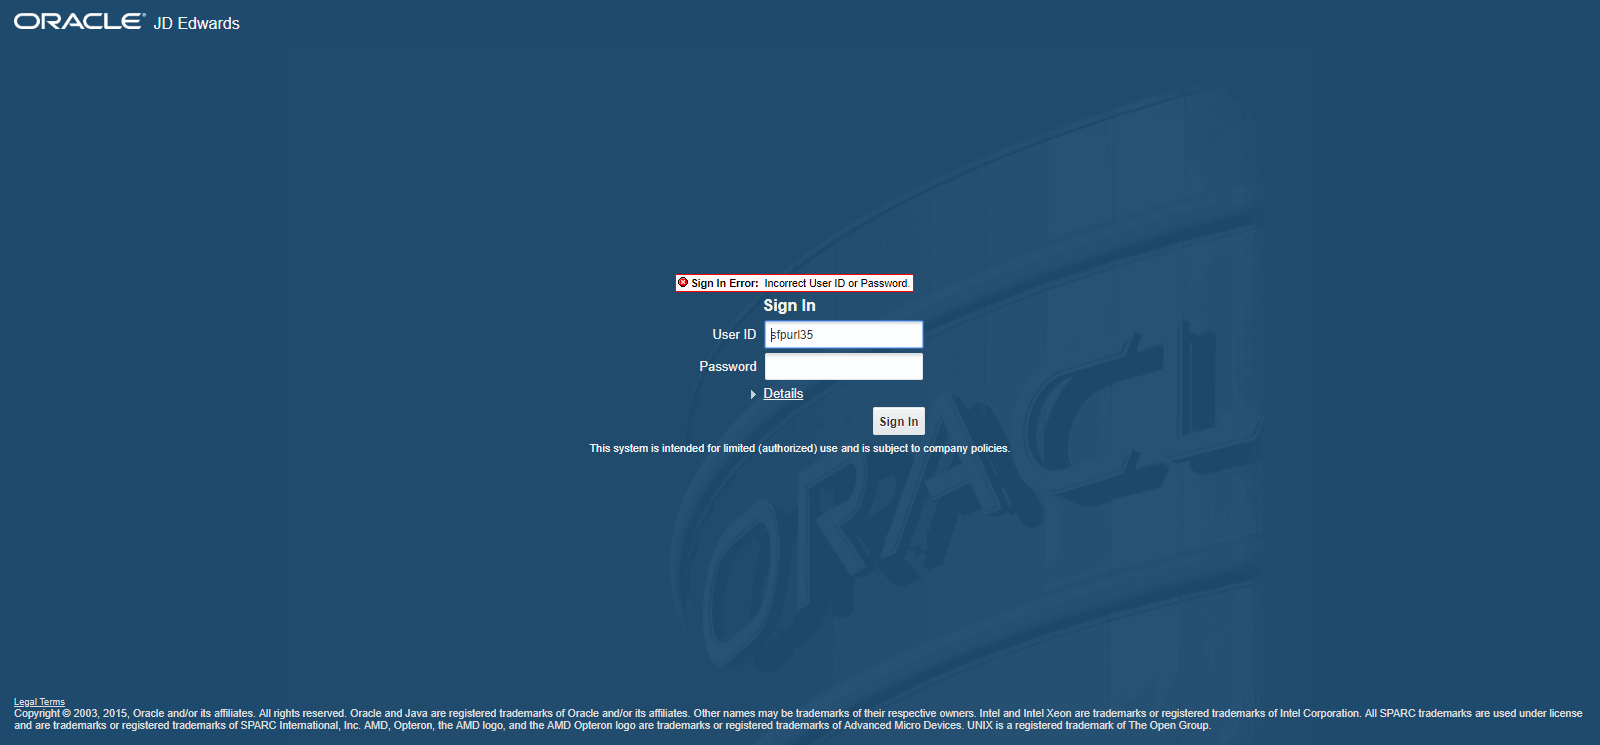 ORACLE® JD Edwards
Sign In Error: Incorrect User ID or Password.
Sign In
User ID sfpurl35
Password
Details
Sign In
This system is intended for limited (authorized) use and is subject to company policies.
ORACL
Legal Terms
Copyright © 2003, 2015, Oracle and/or its affiliates. All rights reserved. Oracle and Java are registered trademarks of Oracle and/or its affiliates. Other names may be trademarks of their respective owners. Intel and Intel Xeon are trademarks or registered trademarks of Intel Corporation. All SPARC trademarks are used under license
and are trademarks or registered trademarks of SPARC International, Inc. AMD, Opteron, the AMD logo, and the AMD Opteron logo are trademarks or registered trademarks of Advanced Micro Devices. UNIX is a registered trademark of The Open Group.